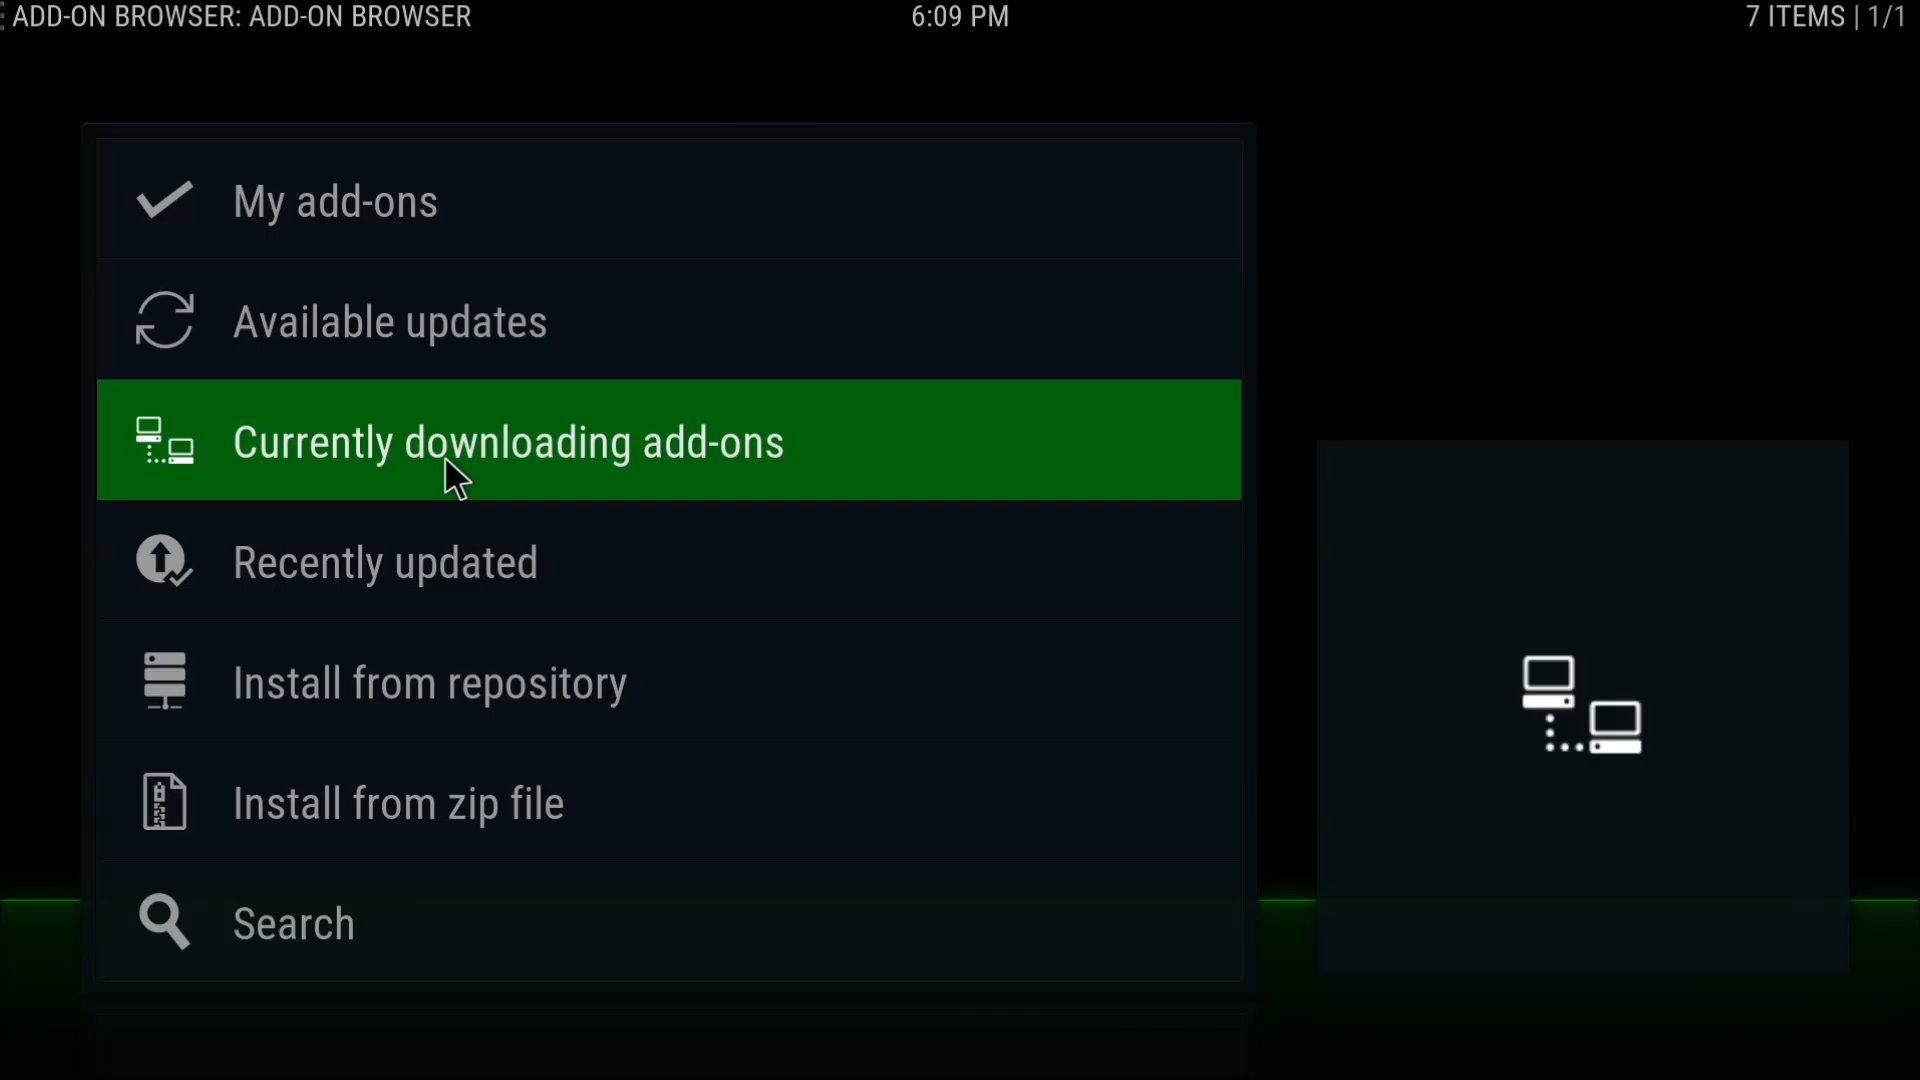 ADD-ON BROWSER: ADD-ON BROWSER
6:09 PM
7 ITEMS | 1/1
My add-ons
Available updates
Currently downloading add-ons
Recently updated
Install from repository
Install from zip file
Search